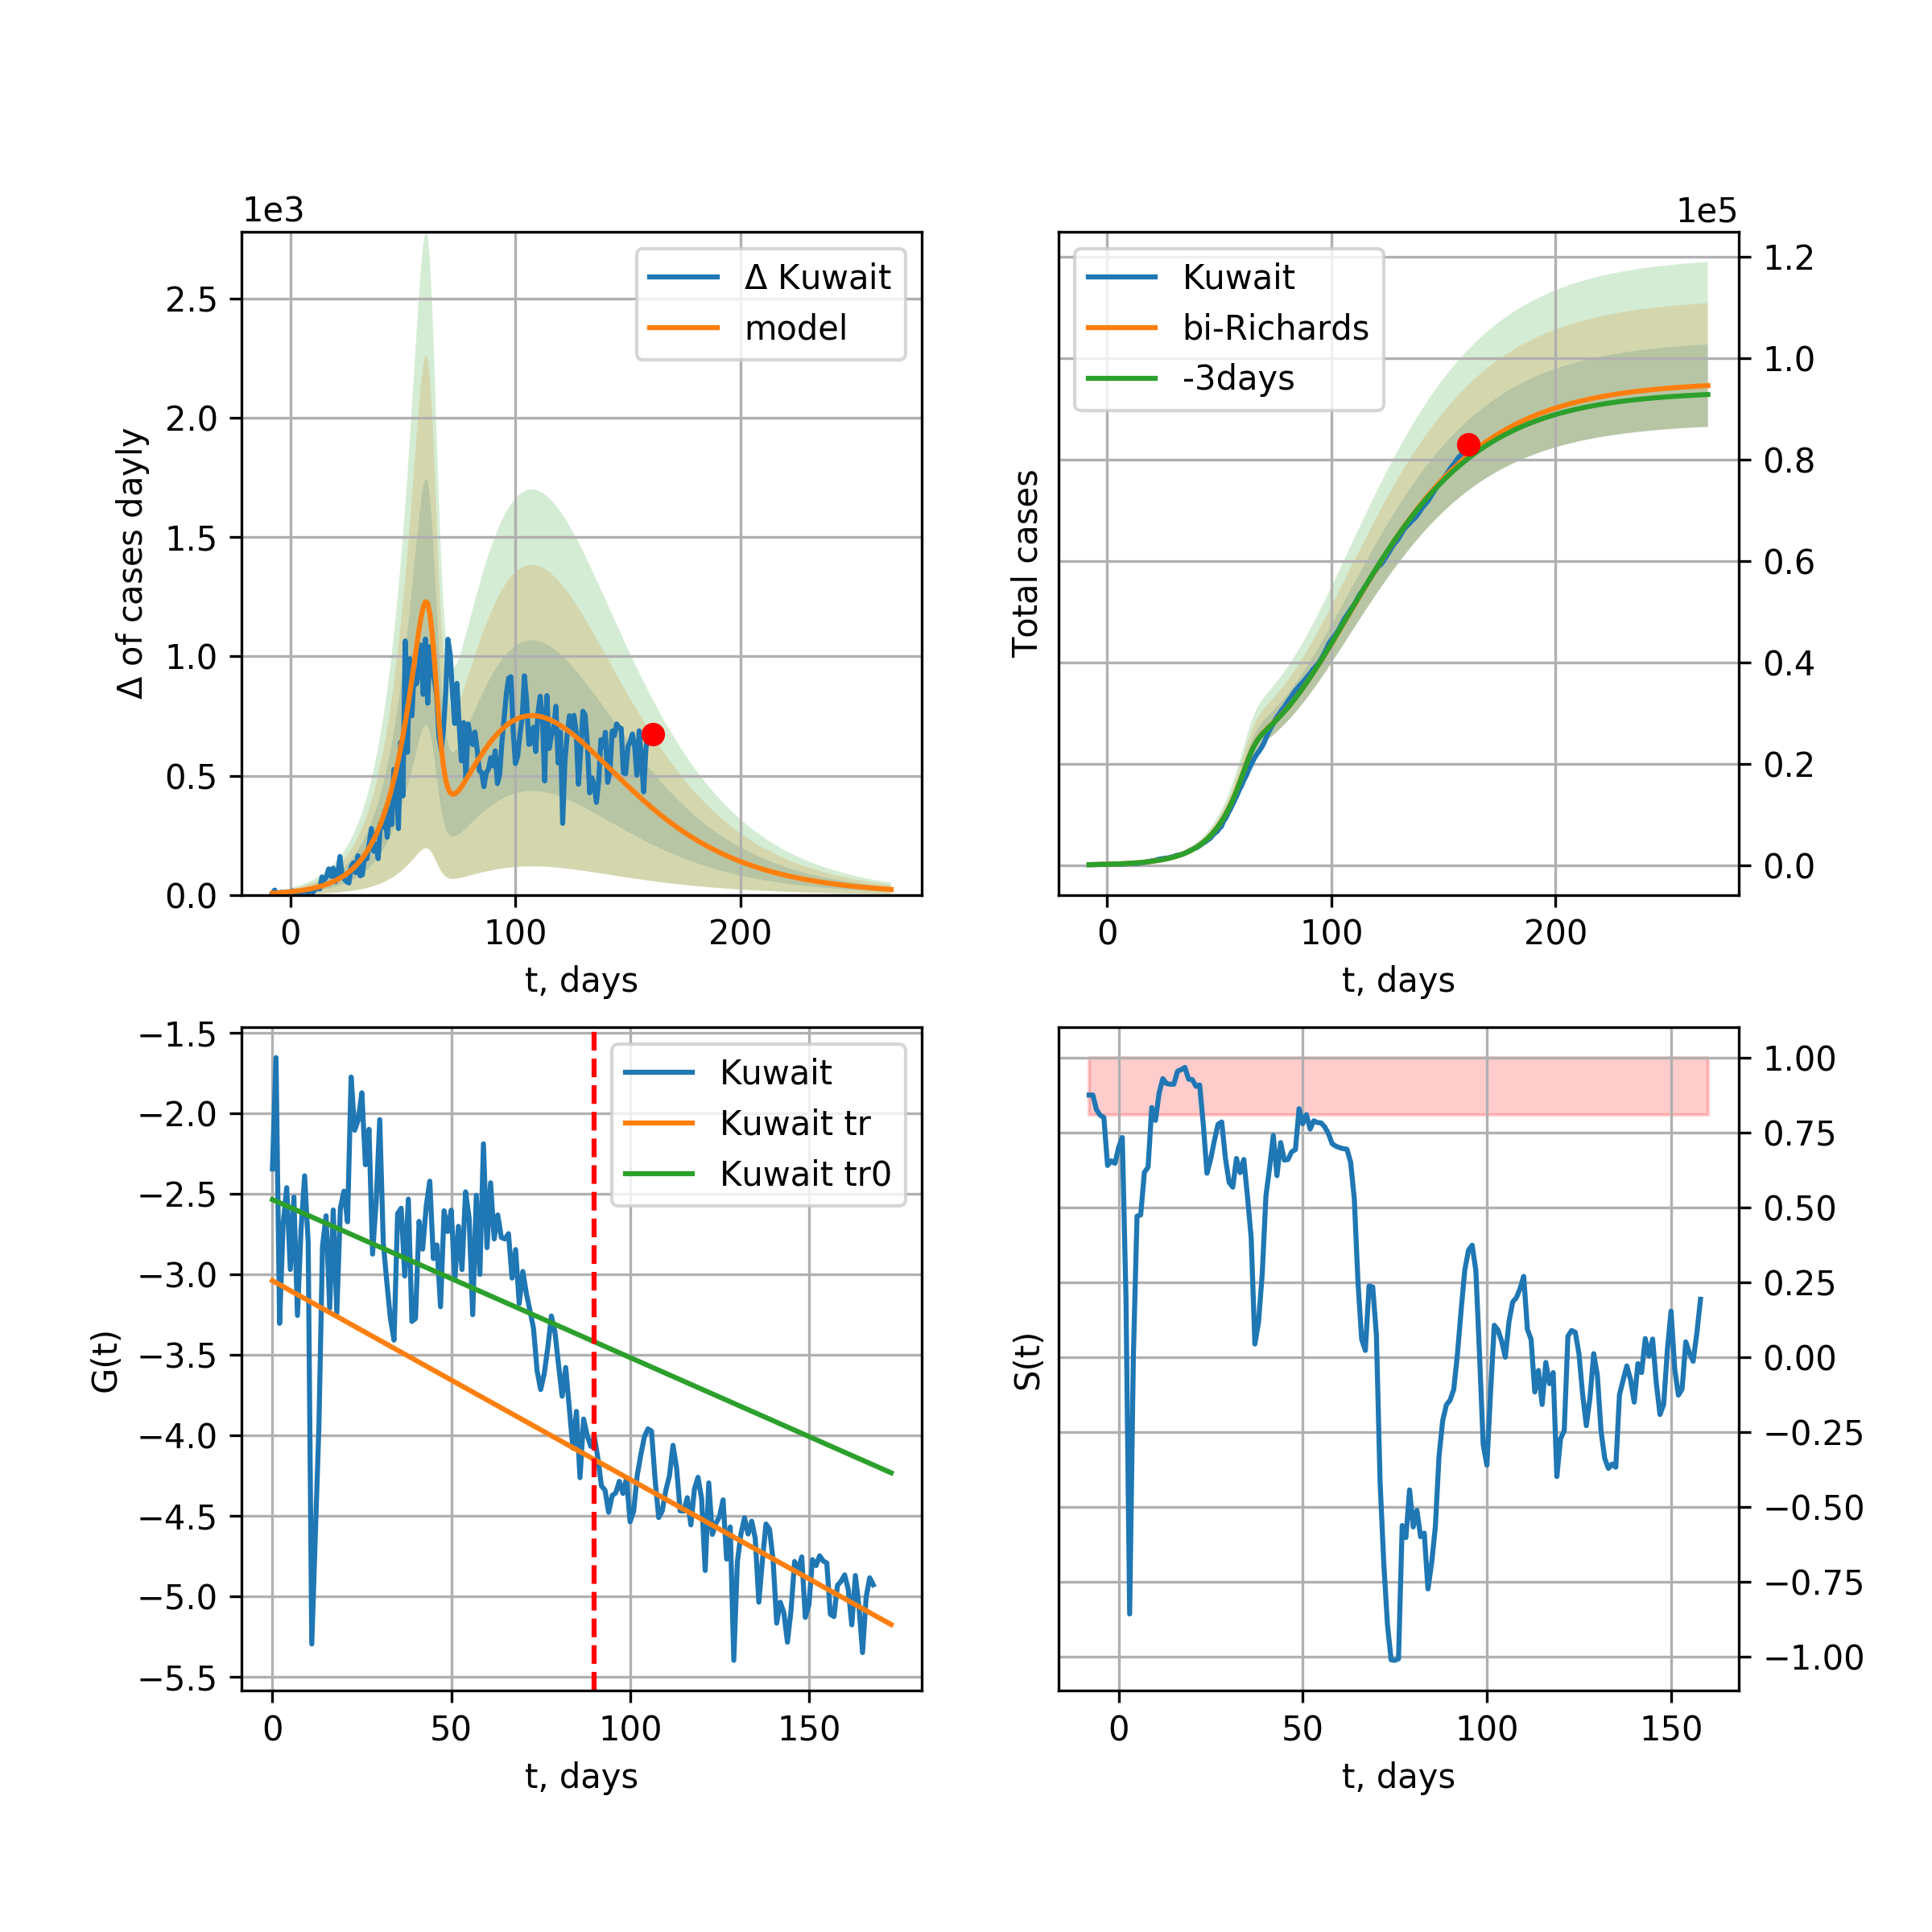 1e3
Δ Kuwait
model
2.5
2.0
1.5
1.0
0.5
0.0
Δ of cases dayly
0 100 200
t, days
1e5
Kuwait
bi-Richards
-3days
1.2
1.0
0.8
0.6
0.4
0.2
0.0
Total cases
0 100 200
t, days
Kuwait
Kuwait tr
Kuwait tr0
−1.5
−2.0
−2.5
−3.0
−3.5
−4.0
−4.5
−5.0
−5.5
G(t)
0 50 100 150
t, days
1.00
0.75
0.50
0.25
0.00
−0.25
−0.50
−0.75
−1.00
S(t)
0 50 100 150
t, days